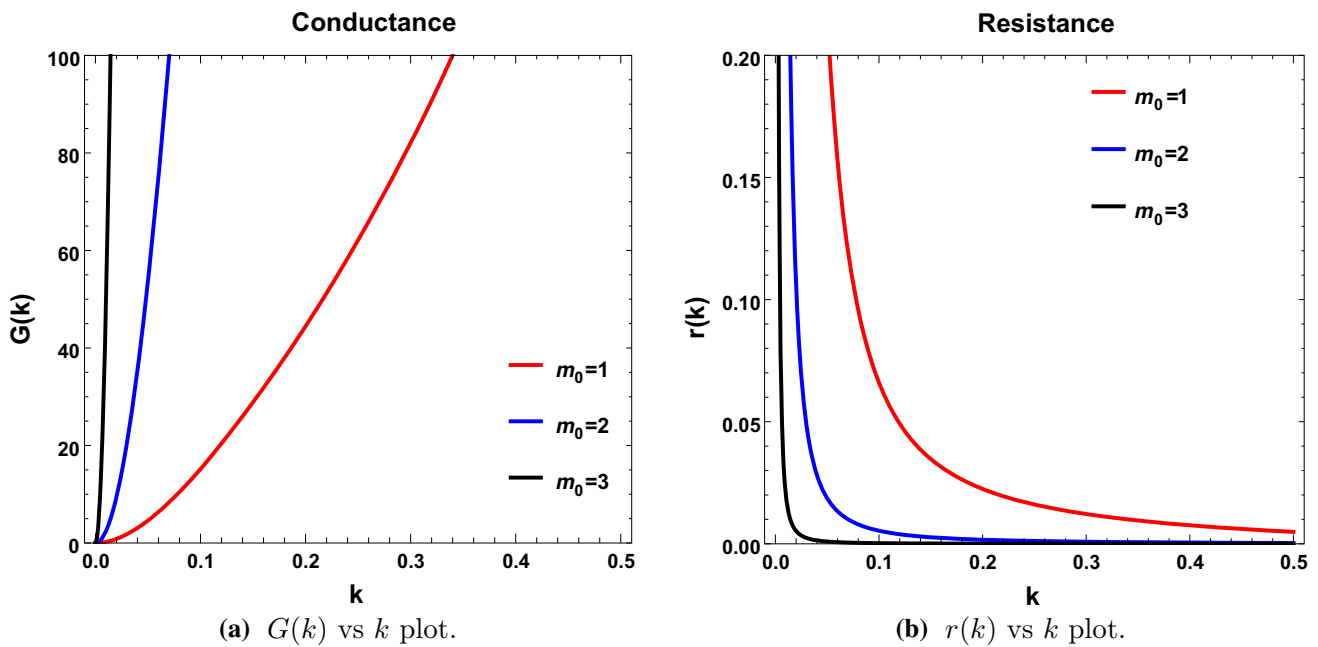 Conductance
100
80
60
40
20
0
G(k)
0.0 0.1 0.2 0.3 0.4 0.5
k
m₀=1
m₀=2
m₀=3
(a) G(k) vs k plot.
Resistance
0.20
0.15
0.10
0.05
0.00
r(k)
0.0 0.1 0.2 0.3 0.4 0.5
k
m₀=1
m₀=2
m₀=3
(b) r(k) vs k plot.